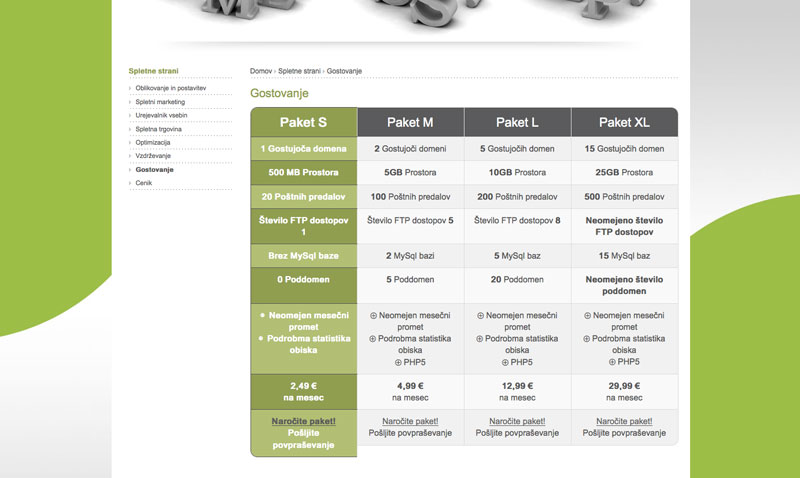 Spletne strani
Oblikovanje in postavitev
Spletni marketing
Urejevalnik vsebin
Spletna trgovina
Optimizacija
Vzdrževanje
Gostovanje
Cenik
Domov › Spletne strani › Gostovanje
Gostovanje
Paket S Paket M Paket L Paket XL
1 Gostujoča domena 2 Gostujoči domeni 5 Gostujočih domen 15 Gostujočih domen
500 MB Prostora 5GB Prostora 10GB Prostora 25GB Prostora
20 Poštnih predalov 100 Poštnih predalov 200 Poštnih predalov 500 Poštnih predalov
Število FTP dostopov Število FTP dostopov 5 Število FTP dostopov 8 Neomejeno število
1 FTP dostopov
Brez MySql baze 2 MySql bazi 5 MySql baz 15 MySql baz
0 Poddomen 5 Poddomen 20 Poddomen Neomejeno število
poddomen
Neomejen mesečni Neomejen mesečni Neomejen mesečni Neomejen mesečni
promet promet promet promet
Podrobma statistika Podrobma statistika Podrobma statistika Podrobma statistika
obiska obiska obiska obiska
PHP5 PHP5 PHP5
2,49 € 4,99 € 12,99 € 29,99 €
na mesec na mesec na mesec na mesec
Naročite paket! Naročite paket! Naročite paket! Naročite paket!
Pošljite Pošljite povpraševanje Pošljite povpraševanje Pošljite povpraševanje
povpraševanje